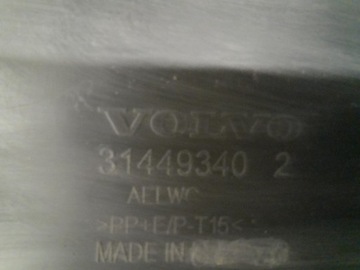 VOLVO
31449340 2
>PP+E/P-T15<
MADE IN